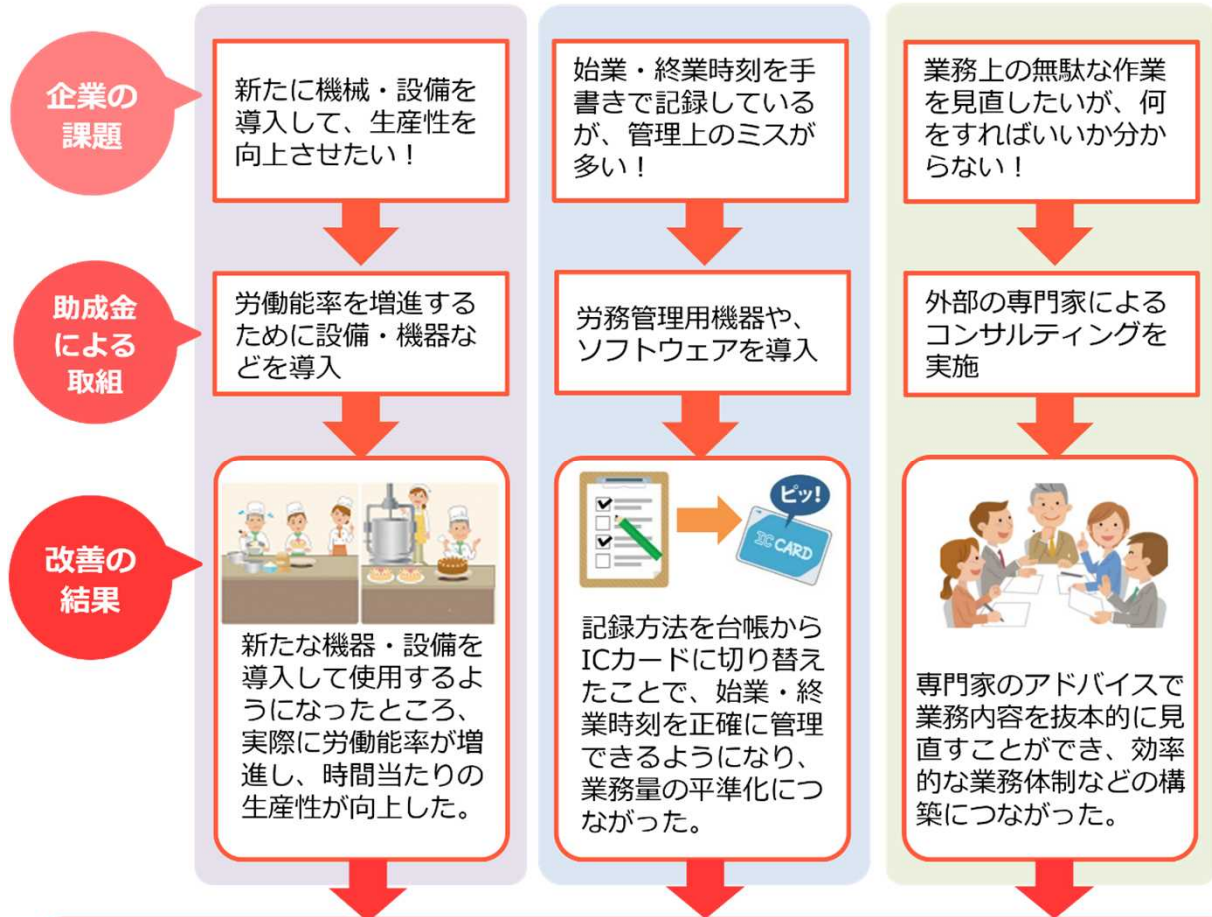 企業の
課題
新たに機械・設備を
導入して、生産性を
向上させたい！
始業・終業時刻を手
書きで記録している
が、管理上のミスが
多い！
業務上の無駄な作業
を見直したいが、何
をすればいいか分か
らない！
助成金
による
取組
労働能率を増進する
ために設備・機器な
どを導入
労務管理用機器や、
ソフトウェアを導入
外部の専門家による
コンサルティングを
実施
改善の
結果
新たな機器・設備を
導入して使用するよ
うになったところ、
実際に労働能率が増
進し、時間当たりの
生産性が向上した。
ピッ!
IC CARD
記録方法を台帳から
ICカードに切り替え
たことで、始業・終
業時刻を正確に管理
できるようになり、
業務量の平準化につ
ながった。
専門家のアドバイスで
業務内容を抜本的に見
直すことができ、効率
的な業務体制などの構
築につながった。